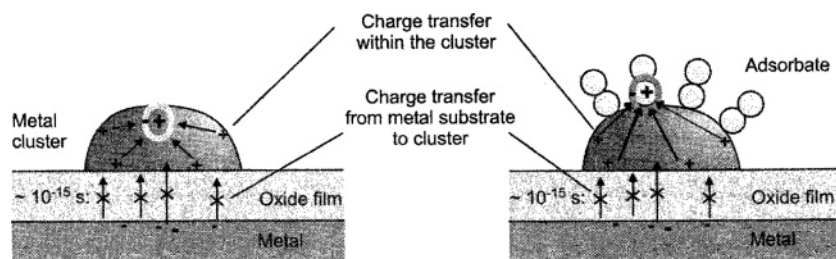 Charge transfer
within the cluster
Adsorbate
Metal
cluster
Charge transfer
from metal substrate
to cluster
+
-
~ 10⁻¹⁵ s:
Oxide film
Metal
~ 10⁻¹⁵ s:
Oxide film
Metal